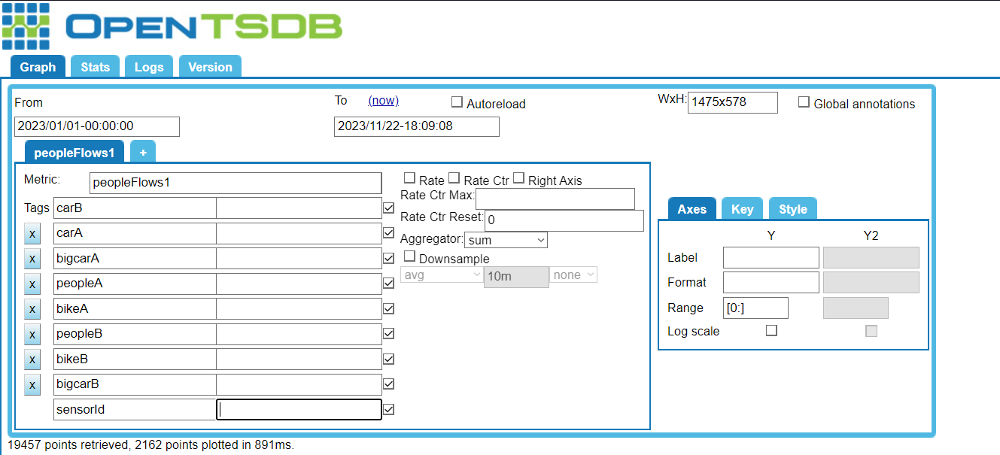 OPENTSDB
Graph Stats Logs Version
From To (now) Autoreload WxH: 1475x578 Global annotations
2023/01/01-00:00:00 2023/11/22-18:09:08
peopleFlows1 +
Metric: peopleFlows1 Rate Rate Ctr Right Axis
Rate Ctr Max:
Tags carB
Rate Ctr Reset: 0
x carA
Aggregator: sum
x bigcarA Downsample
avg 10m none
x peopleA
x bikeA
x peopleB
x bikeB
x bigcarB
sensorId
Axes Key Style
Y Y2
Label
Format
Range [0:]
Log scale
19457 points retrieved, 2162 points plotted in 891ms.